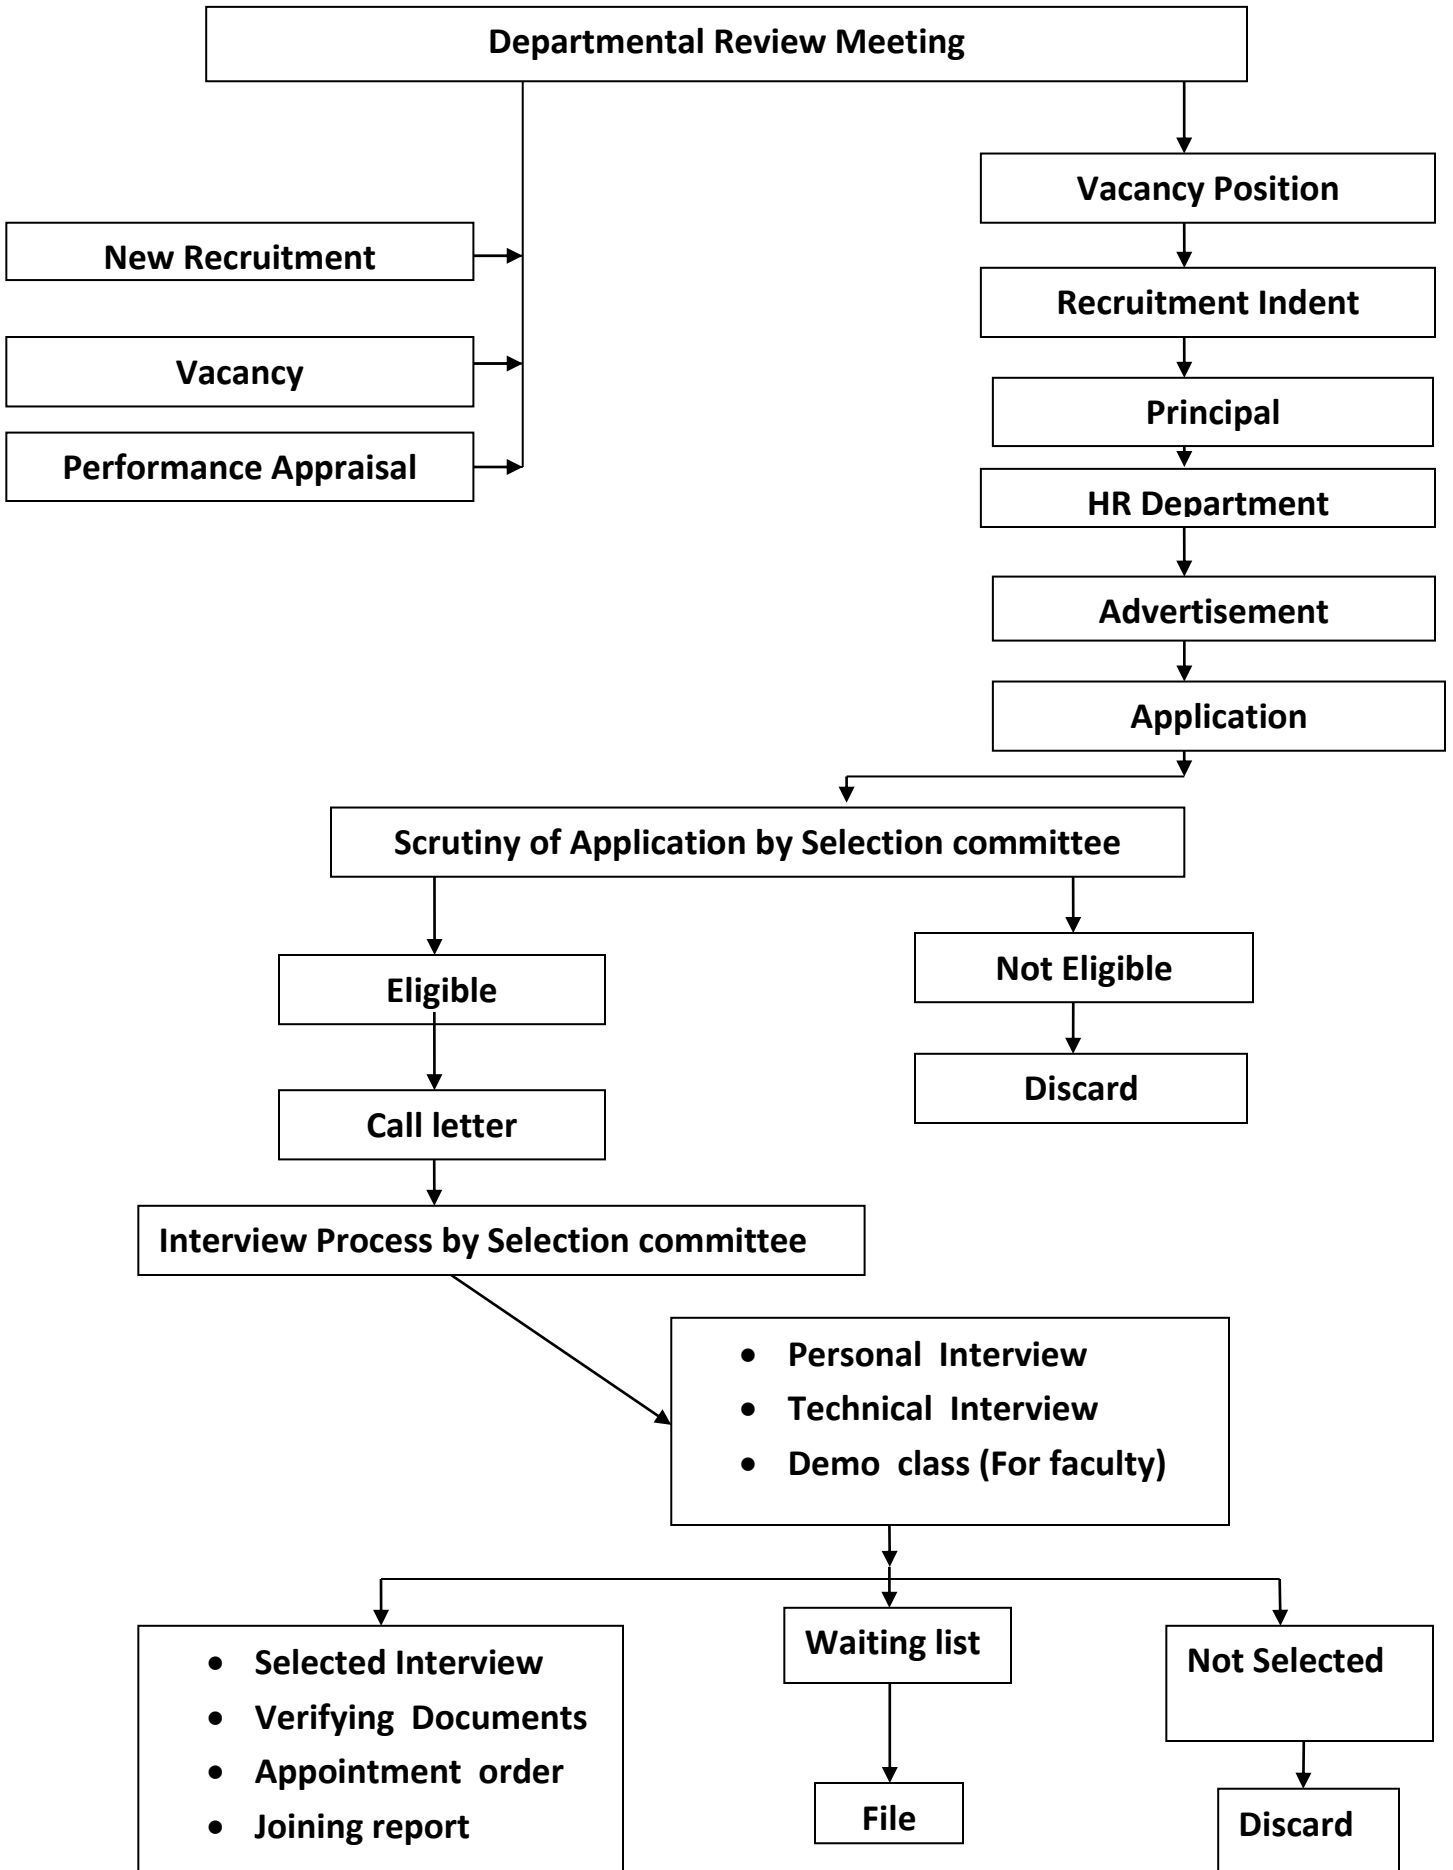 Departmental Review Meeting
Vacancy Position
New Recruitment
Recruitment Indent
Vacancy
Principal
Performance Appraisal
HR Department
Advertisement
Application
Scrutiny of Application by Selection committee
Eligible
Not Eligible
Discard
Call letter
Interview Process by Selection committee
• Personal Interview
• Technical Interview
• Demo class (For faculty)
• Selected Interview
• Verifying Documents
• Appointment order
• Joining report
Waiting list
File
Not Selected
Discard